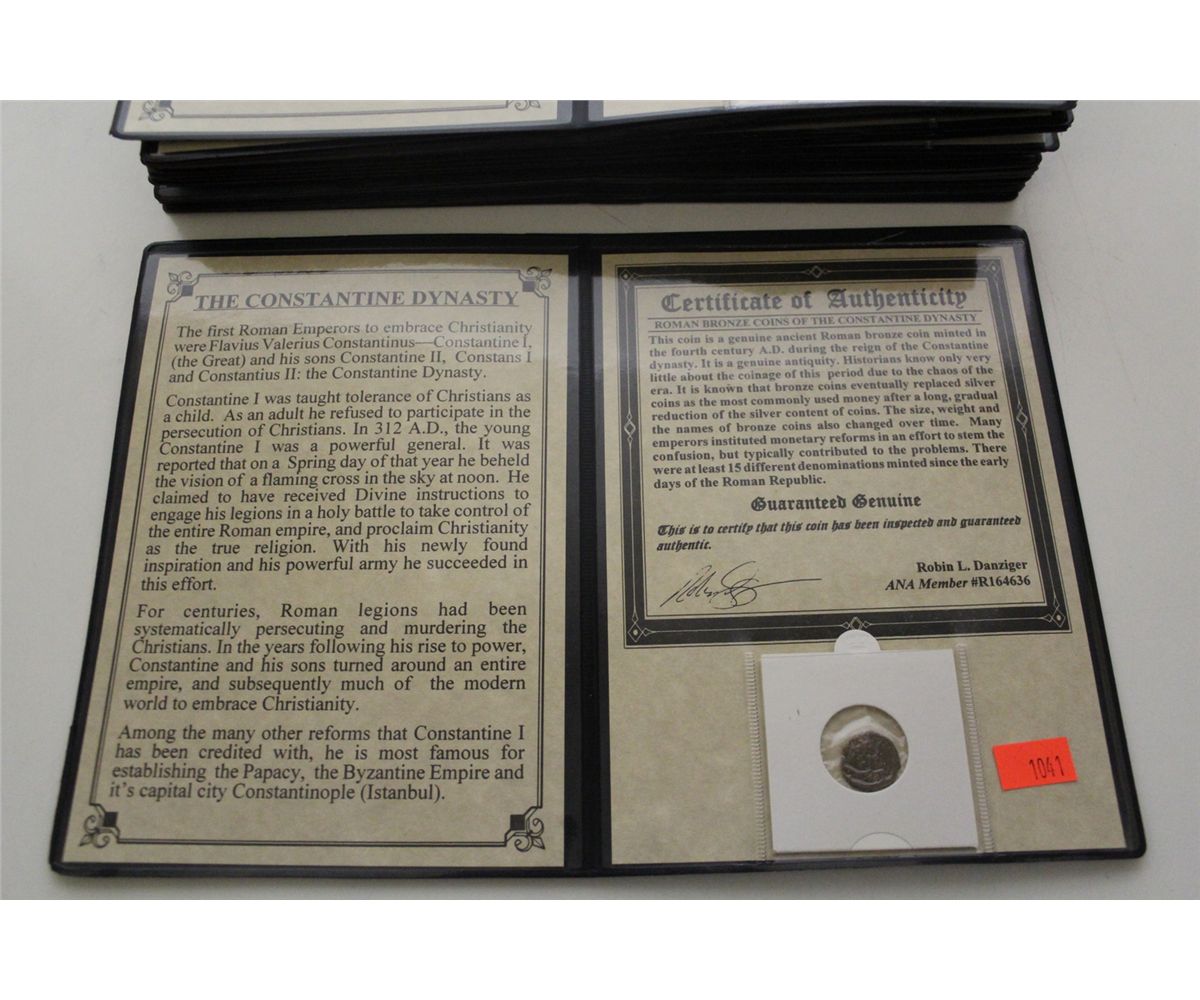 THE CONSTANTINE DYNASTY
The first Roman Emperors to embrace Christianity
were Flavius Valerius Constantinus—Constantine I,
(the Great) and his sons Constantine II, Constans I
and Constantius II: the Constantine Dynasty.
Constantine I was taught tolerance of Christians as
a child. As an adult he refused to participate in the
persecution of Christians. In 312 A.D., the young
Constantine I was a powerful general. It was
reported that on a Spring day of that year he beheld
the vision of a flaming cross in the sky at noon. He
claimed to have received Divine instructions to
engage his legions in a holy battle to take control of
the entire Roman empire, and proclaim Christianity
as the true religion. With his newly found
inspiration and his powerful army he succeeded in
this effort.
For centuries, Roman legions had been
systematically persecuting and murdering the
Christians. In the years following his rise to power,
Constantine and his sons turned around an entire
empire, and subsequently much of the modern
world to embrace Christianity.
Among the many other reforms that Constantine I
has been credited with, he is most famous for
establishing the Papacy, the Byzantine Empire and
it's capital city Constantinople (Istanbul).
Certificate of Authenticity
ROMAN BRONZE COINS OF THE CONSTANTINE DYNASTY
This coin is a genuine ancient Roman bronze coin minted in
the fourth century A.D. during the reign of the Constantine
dynasty. It is a genuine antiquity. Historians know only very
little about the coinage of this period due to the chaos of the
era. It is known that bronze coins eventually replaced silver
coins as the most commonly used money after a long, gradual
reduction of the silver content of coins. The size, weight and
the names of bronze coins also changed over time. Many
emperors instituted monetary reforms in an effort to stem the
confusion, but typically contributed to the problems. There
were at least 15 different denominations minted since the early
days of the Roman Republic.
Guaranteed Genuine
This is to certify that this coin has been inspected and guaranteed
authentic.
Robin L. Danziger
ANA Member #R164636
1041